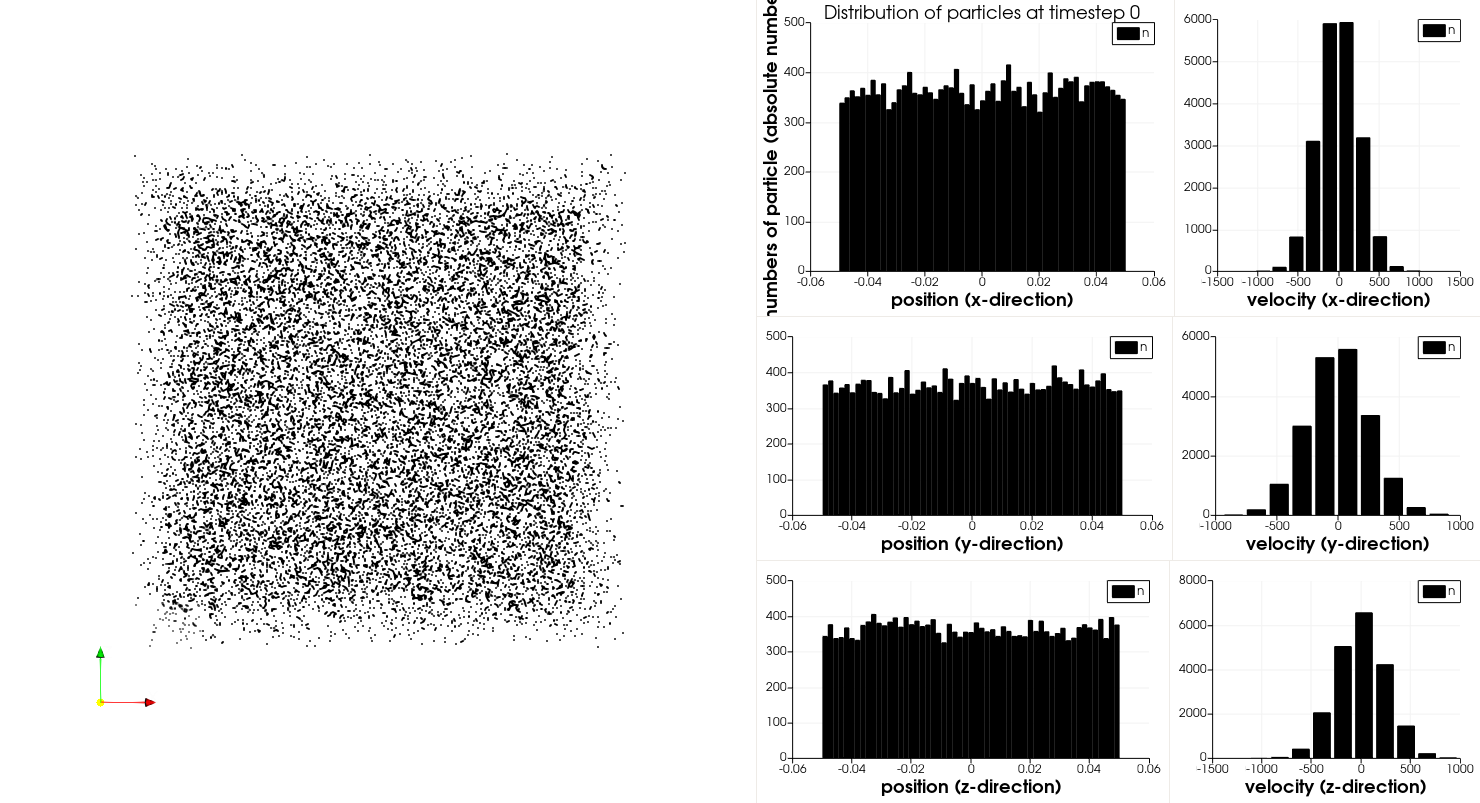 Distribution of particles at timestep 0
numbers of particle (absolute numbe
500
400
300
200
100
0
n
-0.06 -0.04 -0.02 0 0.02 0.04 0.06
position (x-direction)
6000
5000
4000
3000
2000
1000
0
n
-1500 -1000 -500 0 500 1000 1500
velocity (x-direction)
500
400
300
200
100
0
n
-0.06 -0.04 -0.02 0 0.02 0.04 0.06
position (y-direction)
6000
4000
2000
0
n
-1000 -500 0 500 1000
velocity (y-direction)
500
400
300
200
100
0
n
-0.06 -0.04 -0.02 0 0.02 0.04 0.06
position (z-direction)
8000
6000
4000
2000
0
n
-1500 -1000 -500 0 500 1000
velocity (z-direction)